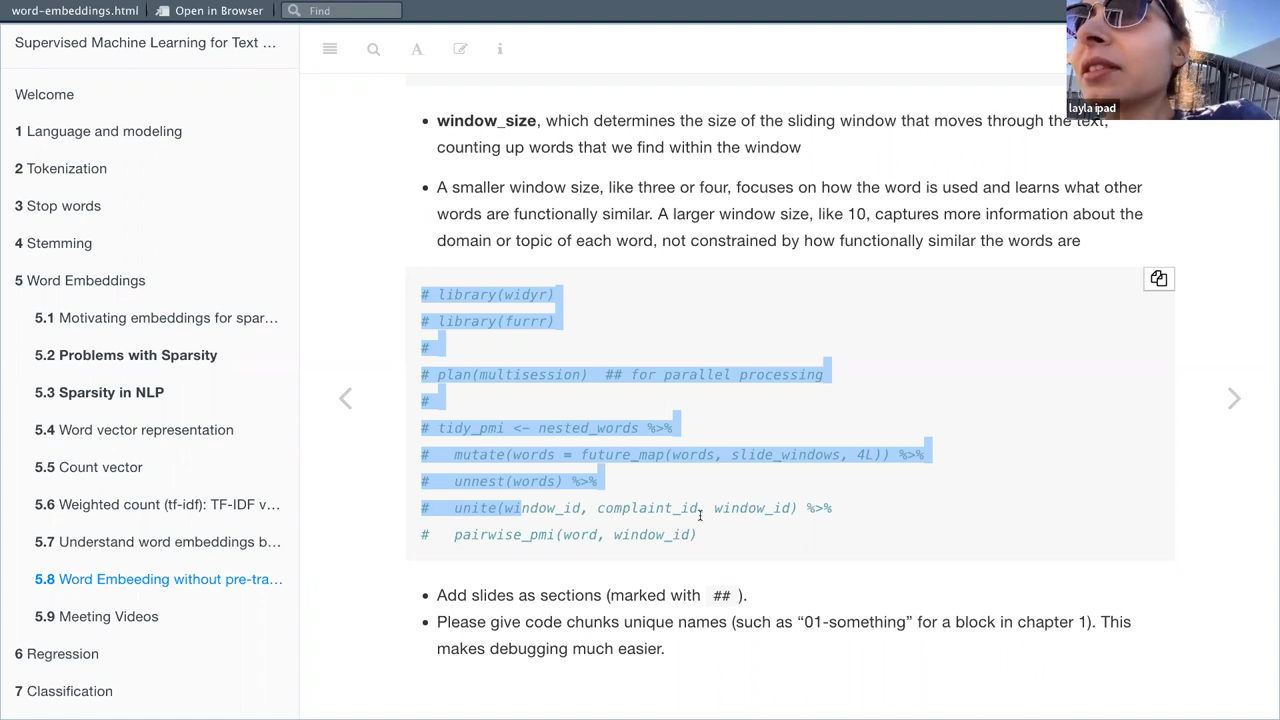 word-embeddings.html
Open in Browser
Find
Supervised Machine Learning for Text …
Welcome
1 Language and modeling
2 Tokenization
3 Stop words
4 Stemming
5 Word Embeddings
5.1 Motivating embeddings for spar…
5.2 Problems with Sparsity
5.3 Sparsity in NLP
5.4 Word vector representation
5.5 Count vector
5.6 Weighted count (tf-idf): TF-IDF v…
5.7 Understand word embeddings b…
5.8 Word Embeeding without pre-tra…
5.9 Meeting Videos
6 Regression
7 Classification
layla ipad
• window_size, which determines the size of the sliding window that moves through the text,
counting up words that we find within the window
• A smaller window size, like three or four, focuses on how the word is used and learns what other
words are functionally similar. A larger window size, like 10, captures more information about the
domain or topic of each word, not constrained by how functionally similar the words are
# library(widyr)
# library(furrr)
#
# plan(multisession)  ## for parallel processing
#
# tidy_pmi <- nested_words %>%
#   mutate(words = future_map(words, slide_windows, 4L)) %>%
#   unnest(words) %>%
#   unite(window_id, complaint_id, window_id) %>%
#   pairwise_pmi(word, window_id)
• Add slides as sections (marked with ## ).
• Please give code chunks unique names (such as “01-something” for a block in chapter 1). This
makes debugging much easier.